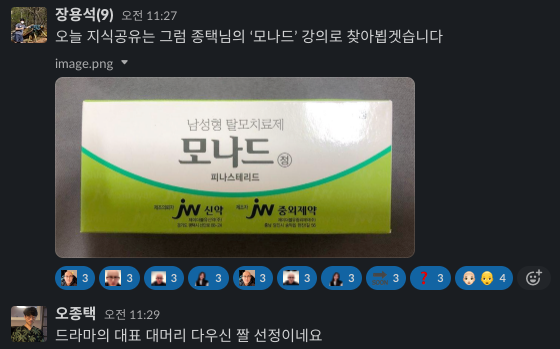 장용석(9) 오전 11:27
오늘 지식공유는 그럼 종택님의 ‘모나드’ 강의로 찾아뵙겟습니다
image.png
남성형 탈모치료제
모나드 정
피나스테리드
jw 신약 jw 중외제약
3 3 3 3 3 3 3 3 3 4
오종택 오전 11:29
드라마의 대표 대머리 다우신 짤 선정이네요